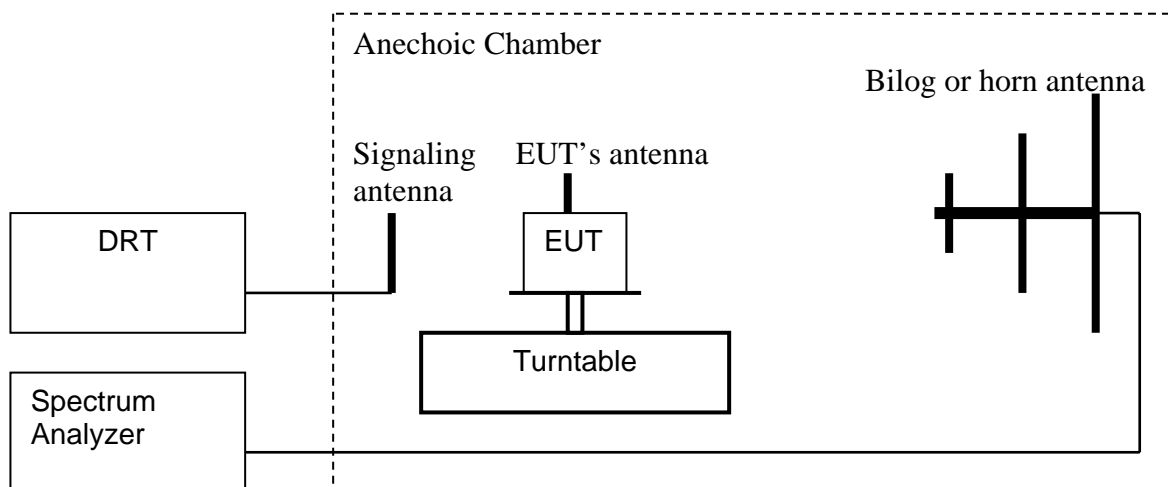 Anechoic Chamber
Bilog or horn antenna
Signaling
antenna
EUT’s antenna
DRT
EUT
Turntable
Spectrum
Analyzer